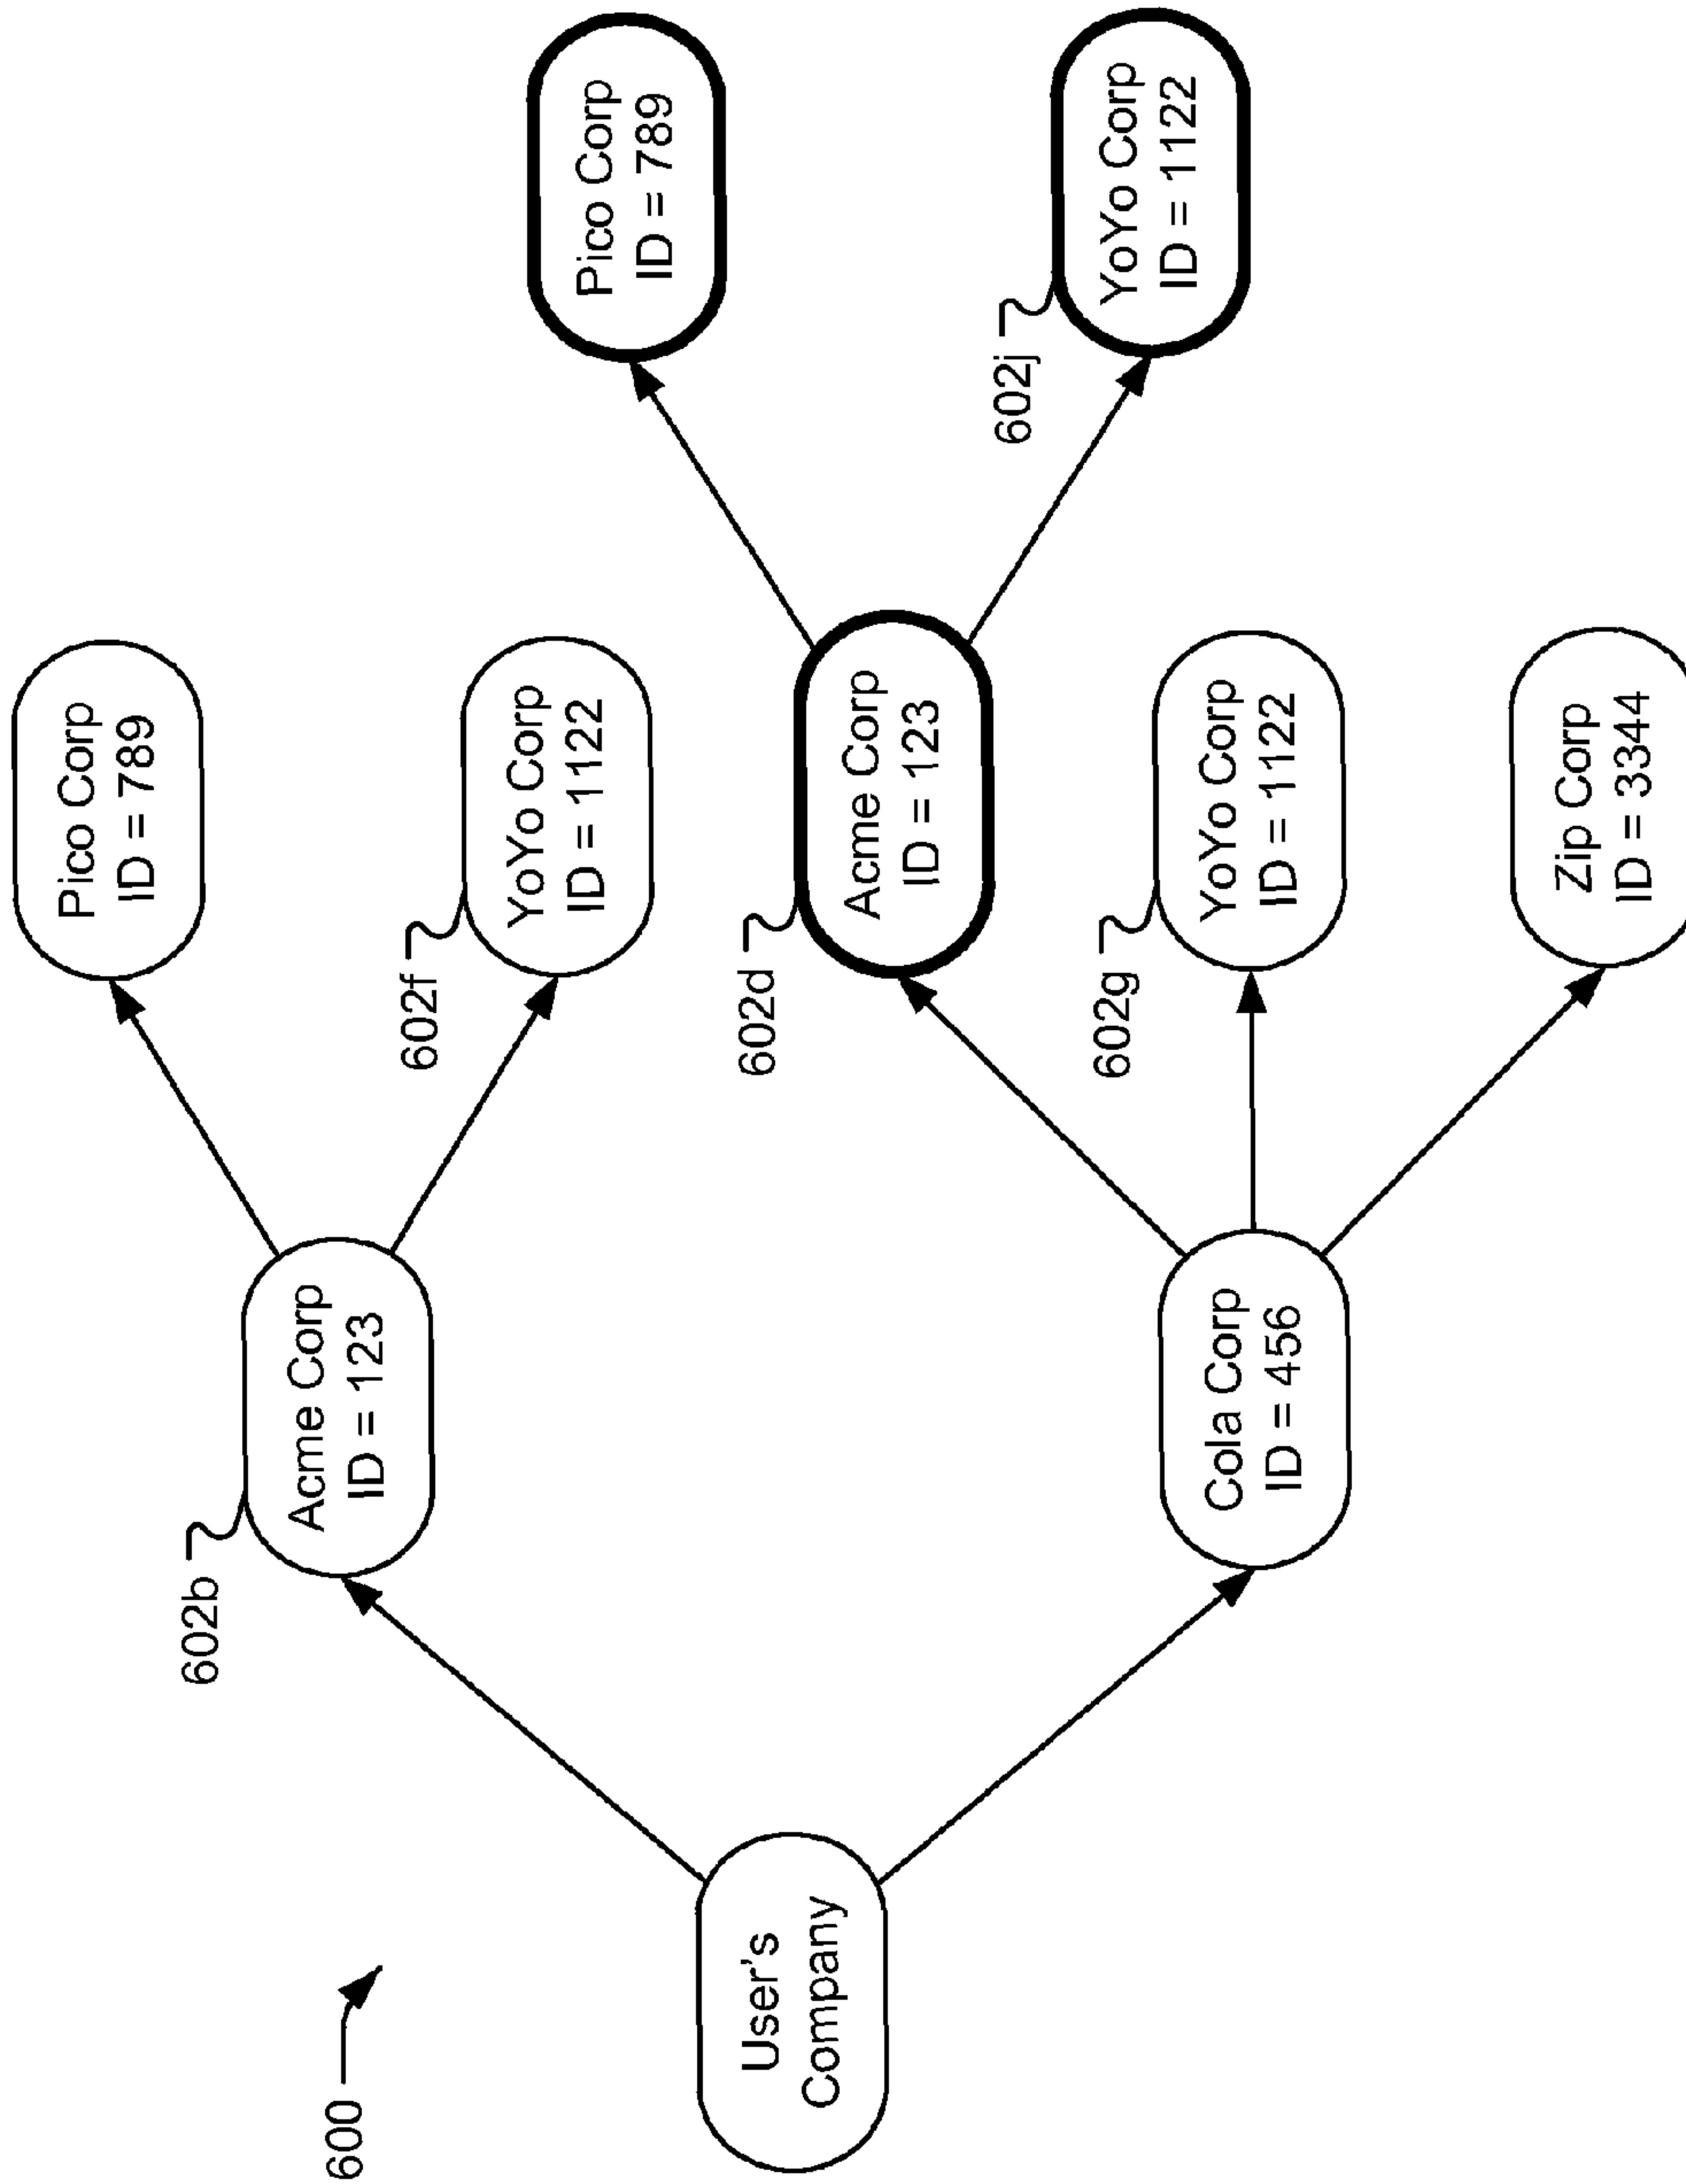 Pico Corp
ID = 789
602b
Acme Corp
ID = 123
600
602f
YoYo Corp
ID = 1122
Pico Corp
ID = 789
User's
Company
602d
Acme Corp
ID = 123
602j
YoYo Corp
ID = 1122
602g
Cola Corp
ID = 456
YoYo Corp
ID = 1122
Zip Corp
ID = 3344